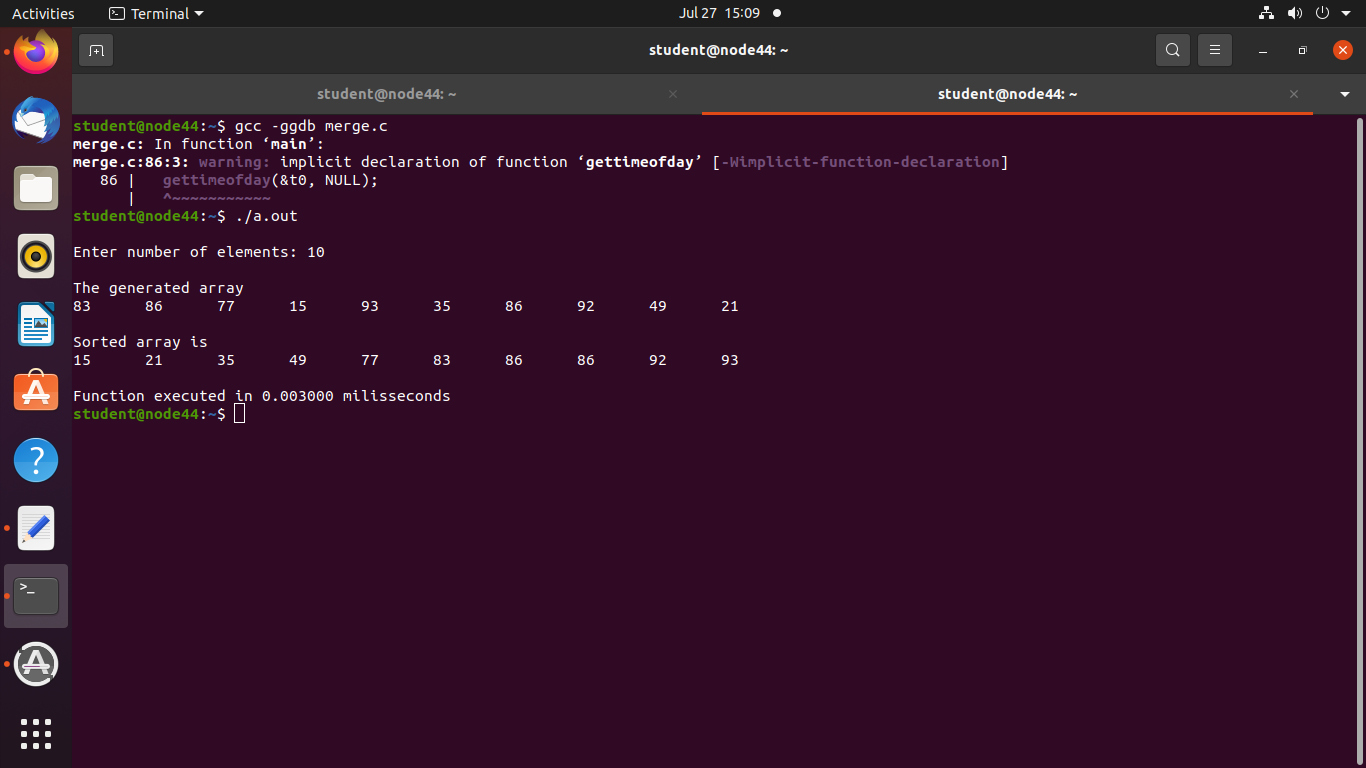 Activities Terminal Jul 27 15:09
student@node44: ~
student@node44: ~ student@node44: ~
student@node44:~$ gcc -ggdb merge.c
merge.c: In function ‘main’:
merge.c:86:3: warning: implicit declaration of function ‘gettimeofday’ [-Wimplicit-function-declaration]
   86 |   gettimeofday(&t0, NULL);
      |   ^~~~~~~~~~~~
student@node44:~$ ./a.out
Enter number of elements: 10
The generated array
83 86 77 15 93 35 86 92 49 21
Sorted array is
15 21 35 49 77 83 86 86 92 93
Function executed in 0.003000 milisseconds
student@node44:~$